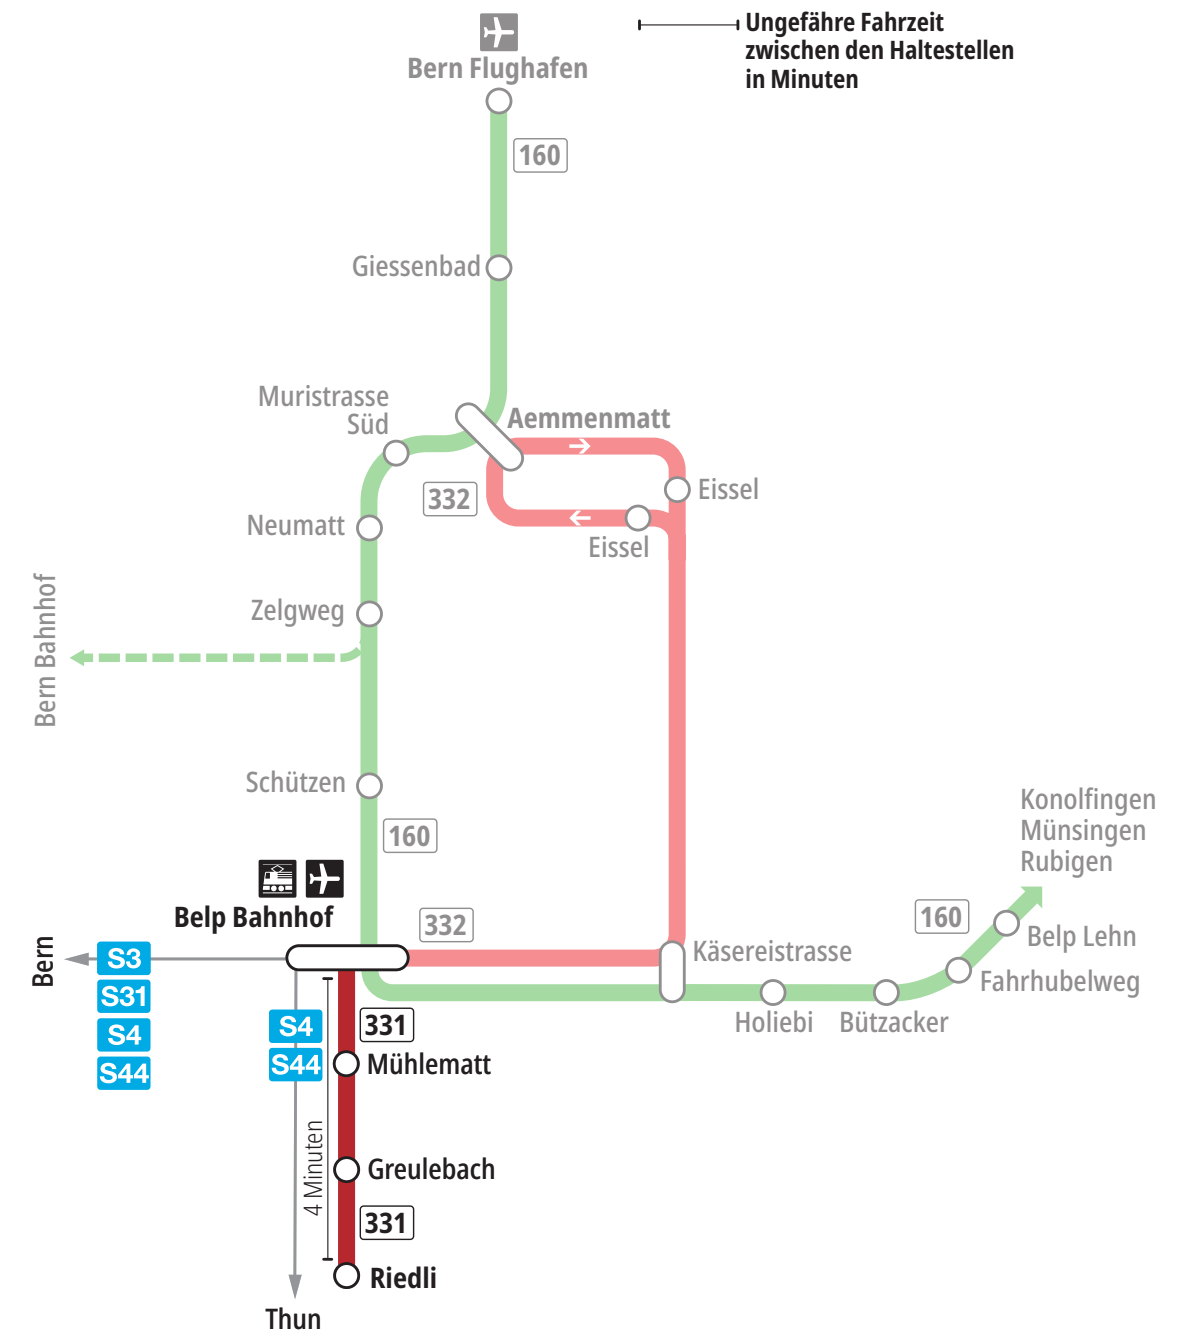 Ungefähre Fahrzeit
zwischen den Haltestellen
in Minuten
Bern Flughafen
160
Giessenbad
Muristrasse
Süd
Aemmenmatt
332
Eissel
Neumatt
Eissel
Zelgweg
Bern Bahnhof
Schützen
160
Konolfingen
Münsingen
Rubigen
Belp Bahnhof
332
160
Belp Lehn
Käsereistrasse
Fahrhubelweg
Bern
S3
S31
S4
S44
S4
S44
331
Holiebi
Bützacker
Mühlematt
4 Minuten
Greulebach
331
Riedli
Thun